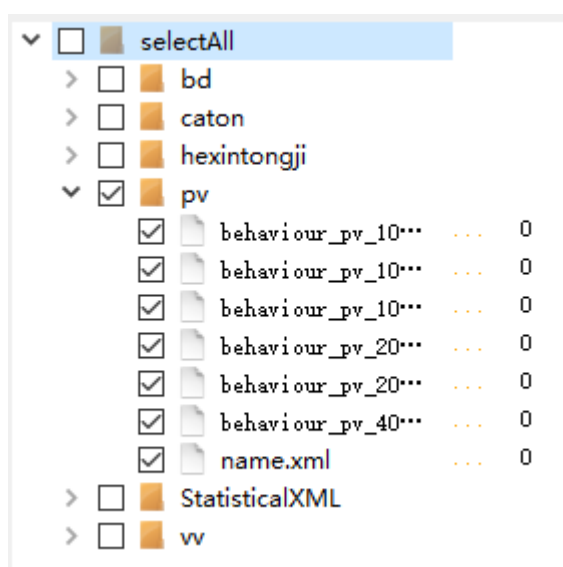 selectAll
bd
caton
hexintongji
pv
behaviour_pv_10··· ... 0
behaviour_pv_10··· ... 0
behaviour_pv_10··· ... 0
behaviour_pv_20··· ... 0
behaviour_pv_20··· ... 0
behaviour_pv_40··· ... 0
name.xml ... 0
StatisticalXML
vv